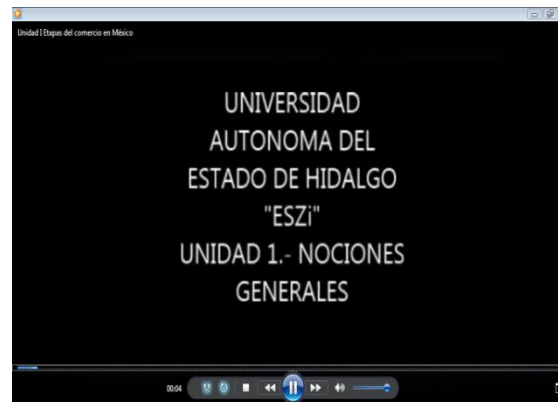 Unidad I Etapas del comercio en México
UNIVERSIDAD
AUTONOMA DEL
ESTADO DE HIDALGO
"ESZi"
UNIDAD 1.- NOCIONES
GENERALES
00:04